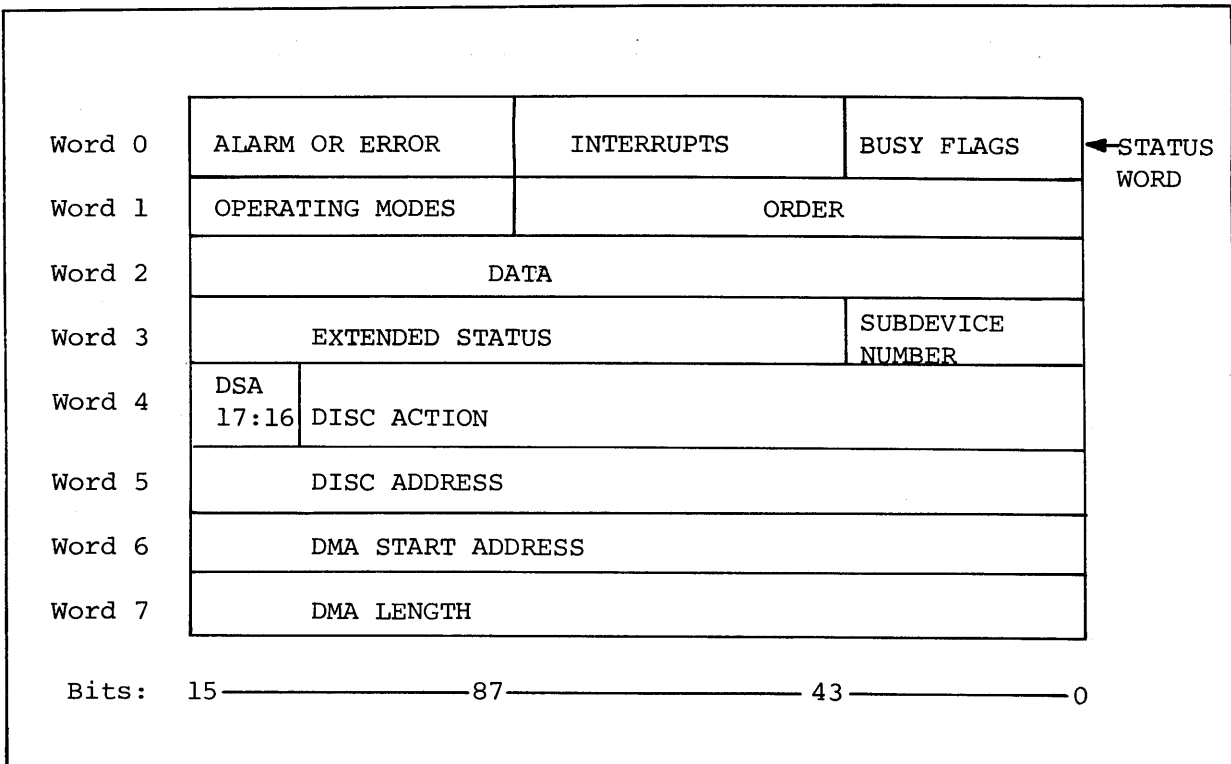 Word 0 ALARM OR ERROR INTERRUPTS BUSY FLAGS STATUS
WORD
Word 1 OPERATING MODES ORDER
Word 2 DATA
Word 3 EXTENDED STATUS SUBDEVICE
NUMBER
Word 4 DSA
17:16 DISC ACTION
Word 5 DISC ADDRESS
Word 6 DMA START ADDRESS
Word 7 DMA LENGTH
Bits: 15 87 43 0